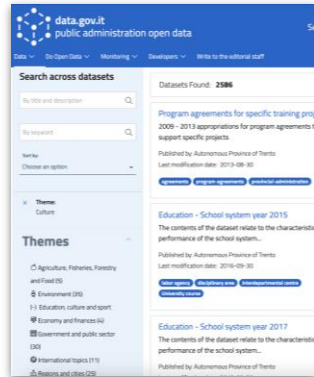 data.gov.it
public administration open data
Data
Do Open Data
Monitoring
Developers
Write to the editorial staff
Search across datasets
By title and description
By keyword
Sort by
Choose an option
× Theme:
Culture
Themes
Agriculture, Fisheries, Forestry
and Food (5)
Environment (35)
(-) Education, culture and sport
Economy and finances (4)
Government and public sector
(30)
International topics (11)
Regions and cities (25)
Datasets Found: 2586
Program agreements for specific training proj
2009 - 2013 appropriations for program agreements t
support specific projects
Published by: Autonomous Province of Trento
Last modification date: 2013-08-30
agreements program agreements provincial administration
Education - School system year 2015
The contents of the dataset relate to the characteristic
performance of the school system...
Published by: Autonomous Province of Trento
Last modification date: 2016-09-30
labor agency disciplinary area Interdepartmental centre
University course
Education - School system year 2017
The contents of the dataset relate to the characteristic
performance of the school system...
Published by: Autonomous Province of Trento